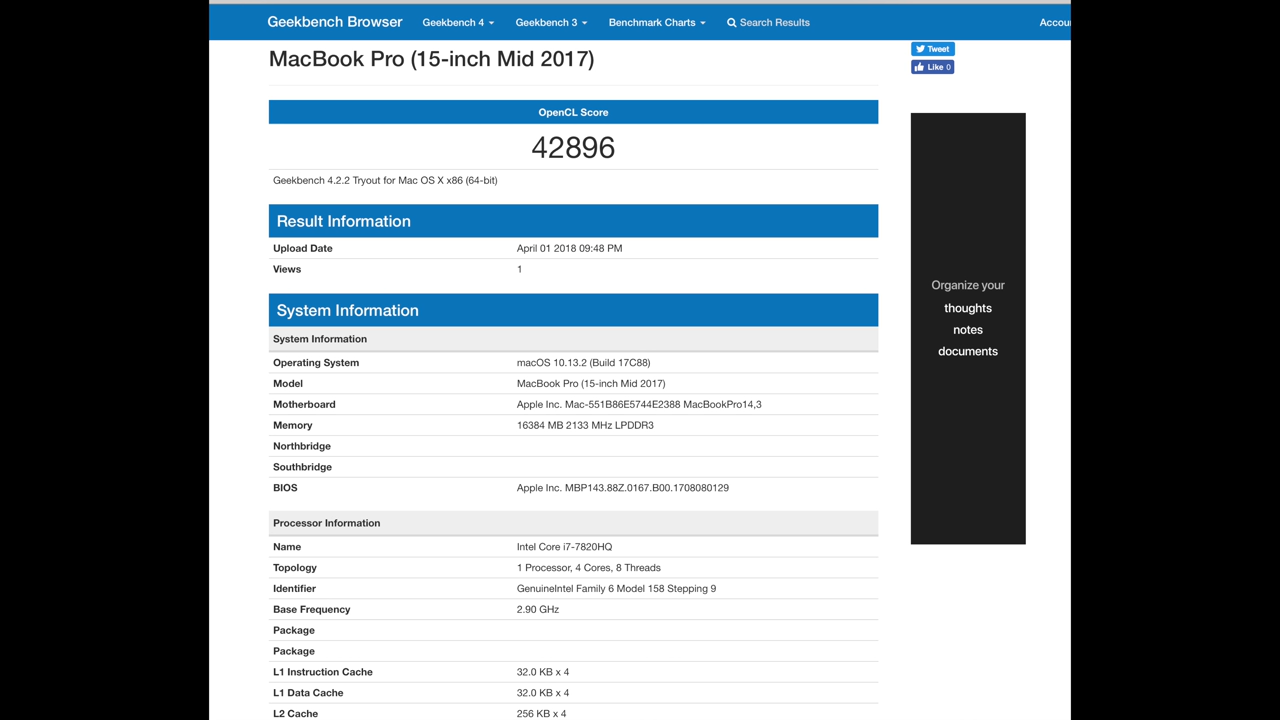 Geekbench Browser Geekbench 4 Geekbench 3 Benchmark Charts Search Results Accou
MacBook Pro (15-inch Mid 2017)
Tweet
Like 0
OpenCL Score
42896
Geekbench 4.2.2 Tryout for Mac OS X x86 (64-bit)
Result Information
Upload Date April 01 2018 09:48 PM
Views 1
System Information
System Information
Operating System macOS 10.13.2 (Build 17C88)
Model MacBook Pro (15-inch Mid 2017)
Motherboard Apple Inc. Mac-551B86E5744E2388 MacBookPro14,3
Memory 16384 MB 2133 MHz LPDDR3
Northbridge
Southbridge
BIOS Apple Inc. MBP143.88Z.0167.B00.1708080129
Processor Information
Name Intel Core i7-7820HQ
Topology 1 Processor, 4 Cores, 8 Threads
Identifier GenuineIntel Family 6 Model 158 Stepping 9
Base Frequency 2.90 GHz
Package
Package
L1 Instruction Cache 32.0 KB x 4
L1 Data Cache 32.0 KB x 4
L2 Cache 256 KB x 4
Organize your
thoughts
notes
documents